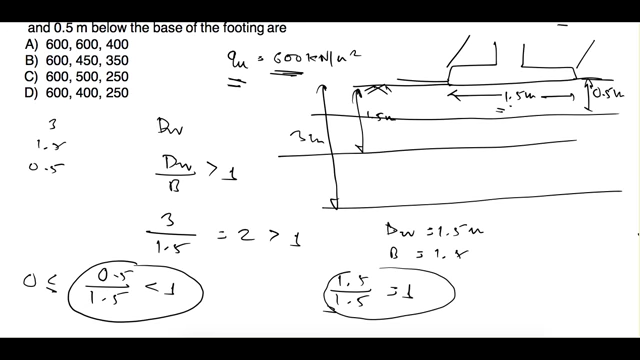 and 0.5 m below the base of the footing are
A) 600, 600, 400
B) 600, 450, 350
C) 600, 500, 250
D) 600, 400, 250
qu = 600 kN/m²
1.5m
0.5m
1.5m
3m
3
1.5
0.5
Dw
Dw/B > 1
3/1.5 = 2 > 1
Dw = 1.5m
B = 1.5
0 ≤ 0.5/1.5 < 1
1.5/1.5 = 1